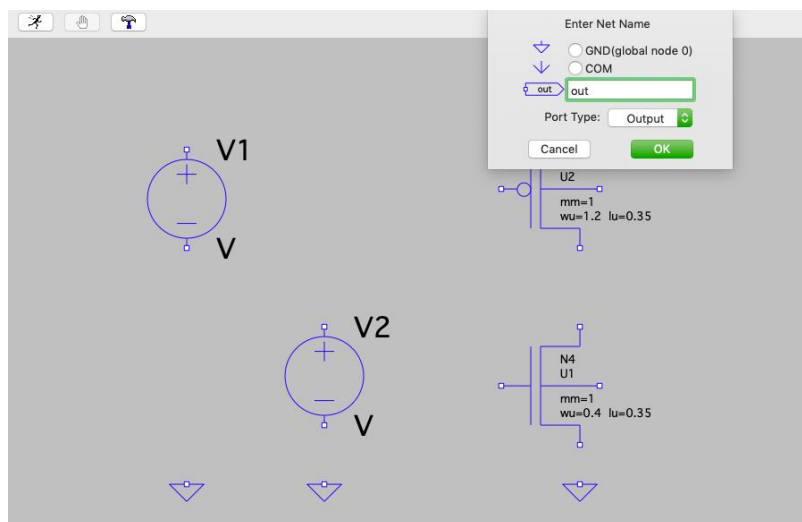 Enter Net Name
GND(global node 0)
COM
out out
Port Type: Output
Cancel OK
V1
V
U2
mm=1
wu=1.2 lu=0.35
V2
V
N4
U1
mm=1
wu=0.4 lu=0.35